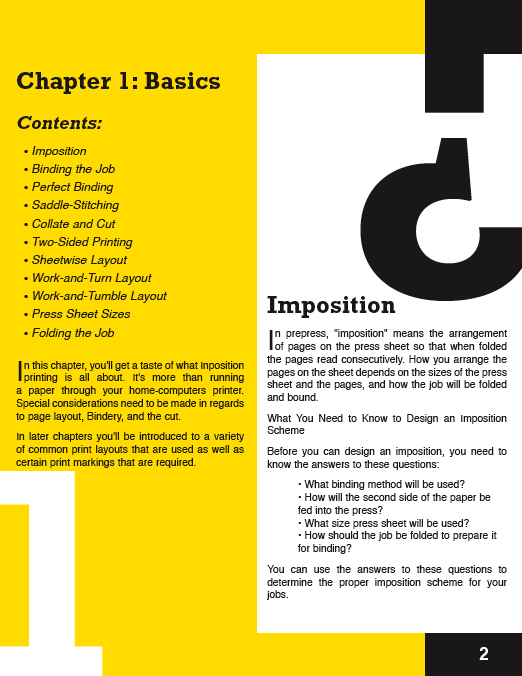 Chapter 1: Basics
Contents:
• Imposition
• Binding the Job
• Perfect Binding
• Saddle-Stitching
• Collate and Cut
• Two-Sided Printing
• Sheetwise Layout
• Work-and-Turn Layout
• Work-and-Tumble Layout
• Press Sheet Sizes
• Folding the Job
In this chapter, you'll get a taste of what Inposition
printing is all about. It's more than running
a paper through your home-computers printer.
Special considerations need to be made in regards
to page layout, Bindery, and the cut.
In later chapters you'll be introduced to a variety
of common print layouts that are used as well as
certain print markings that are required.
1
Imposition
In prepress, "imposition" means the arrangement
of pages on the press sheet so that when folded
the pages read consecutively. How you arrange the
pages on the sheet depends on the sizes of the press
sheet and the pages, and how the job will be folded
and bound.
What You Need to Know to Design an Imposition
Scheme
Before you can design an imposition, you need to
know the answers to these questions:
• What binding method will be used?
• How will the second side of the paper be
fed into the press?
• What size press sheet will be used?
• How should the job be folded to prepare it
for binding?
You can use the answers to these questions to
determine the proper imposition scheme for your
jobs.
2